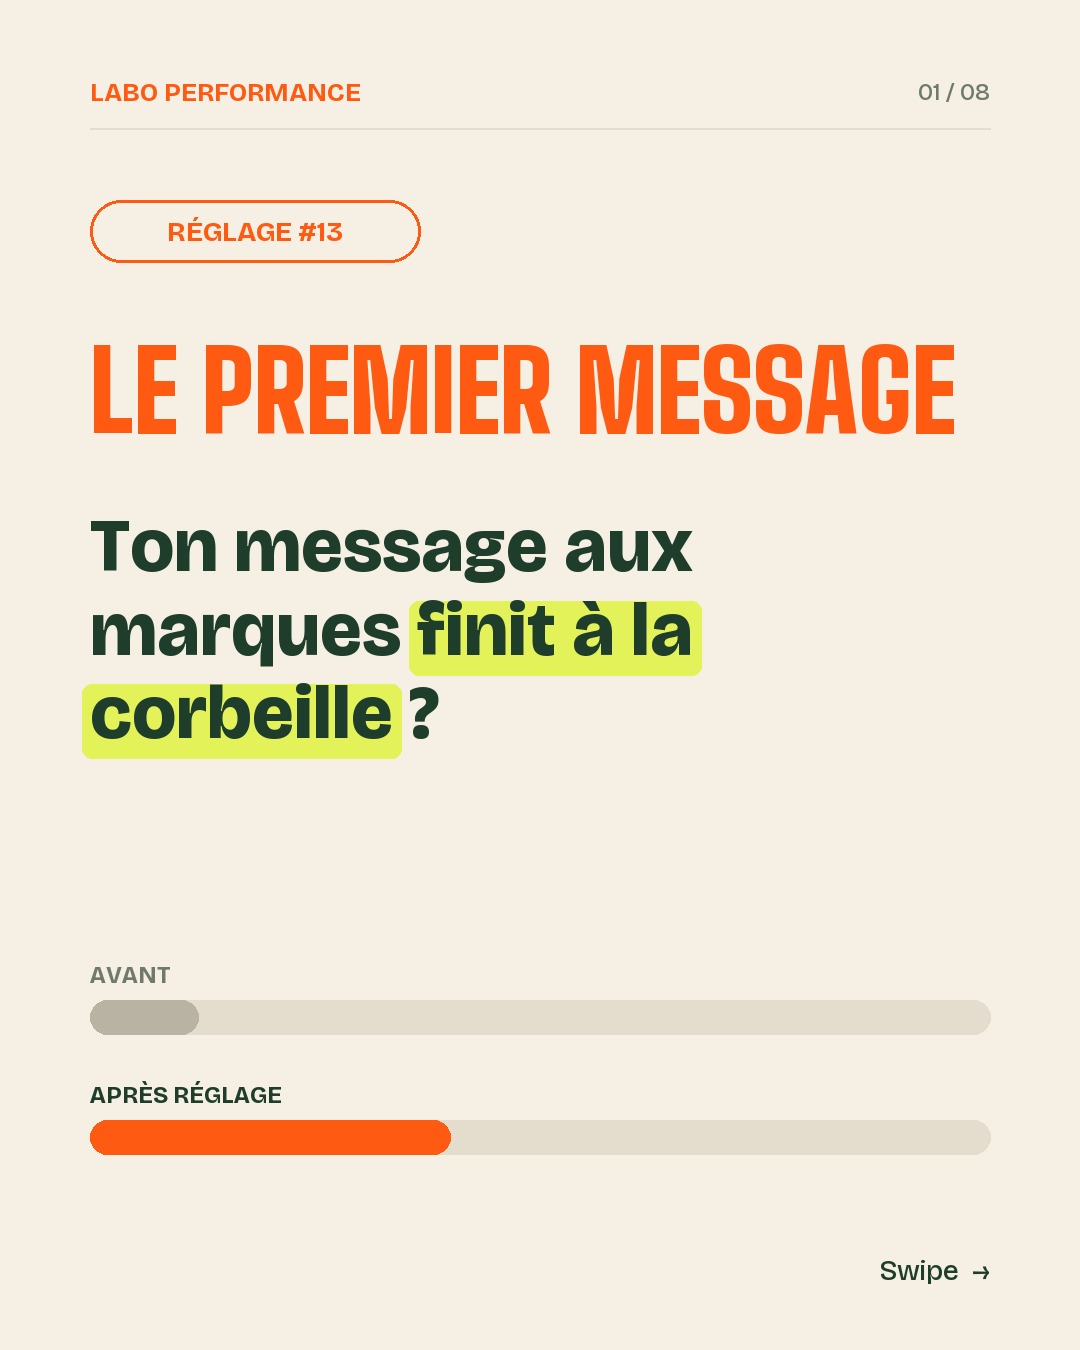 LABO PERFORMANCE
01 / 08
RÉGLAGE #13
LE PREMIER MESSAGE
Ton message aux
marques finit à la
corbeille ?
AVANT
APRÈS RÉGLAGE
Swipe →